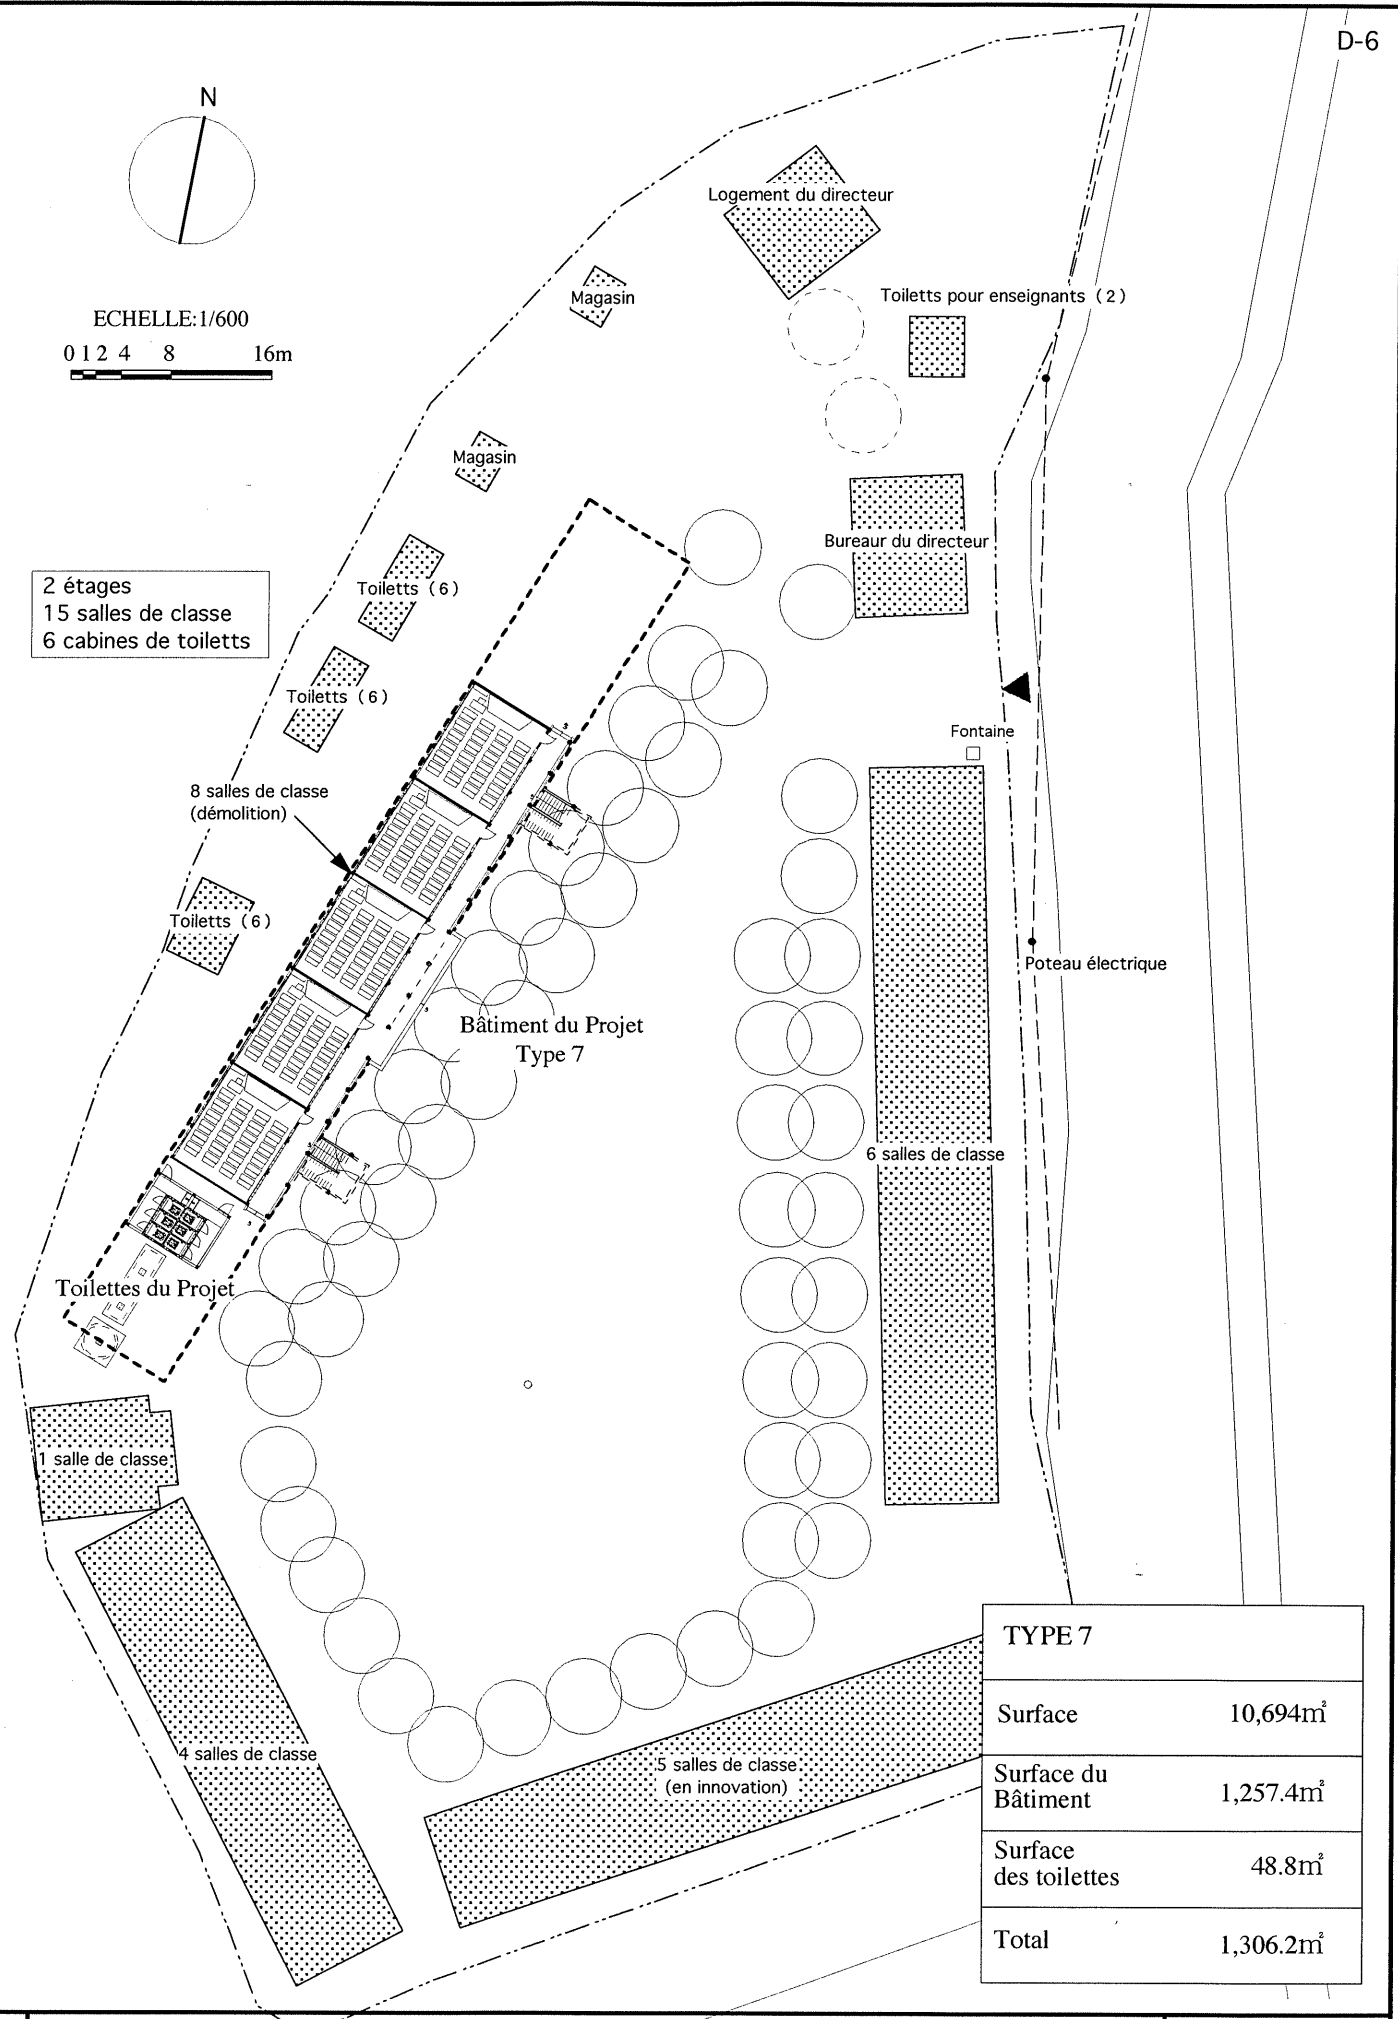 D-6
N
ECHELLE:1/600
0 1 2 4 8 16m
Logement du directeur
Magasin
Toiletts pour enseignants (2)
Magasin
Bureaur du directeur
2 étages
15 salles de classe
6 cabines de toiletts
Toiletts (6)
Toiletts (6)
Fontaine
8 salles de classe
(démolition)
Toiletts (6)
Poteau électrique
Bâtiment du Projet
Type 7
6 salles de classe
Toilettes du Projet
1 salle de classe
4 salles de classe
5 salles de classe
(en innovation)
TYPE 7
Surface 10,694m²
Surface du
Bâtiment 1,257.4m²
Surface
des toilettes 48.8m²
Total 1,306.2m²